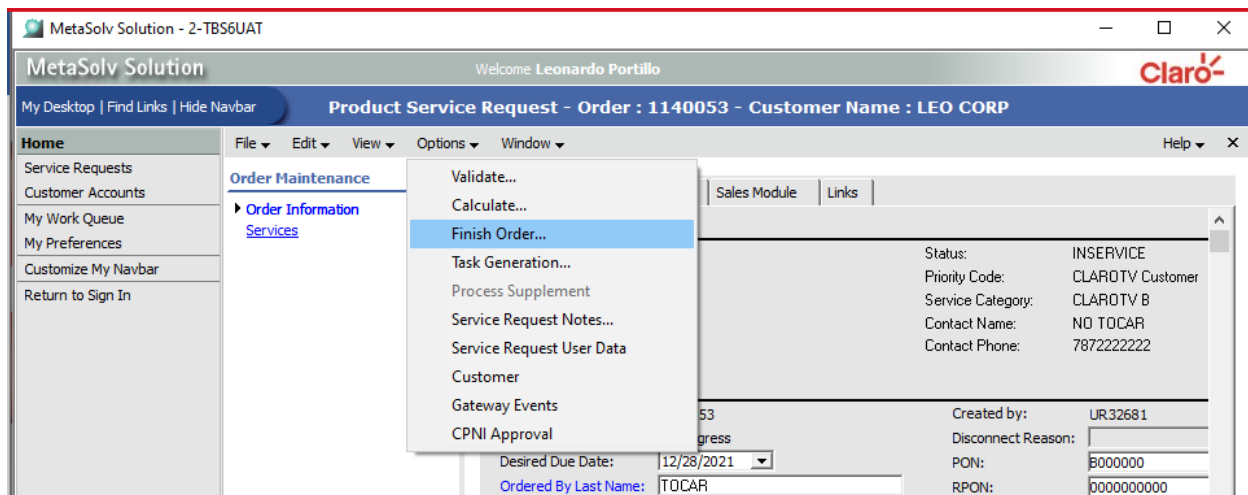 MetaSolv Solution - 2-TBS6UAT
MetaSolv Solution
Welcome Leonardo Portillo
Claro
My Desktop | Find Links | Hide Navbar
Product Service Request - Order : 1140053 - Customer Name : LEO CORP
Home
File Edit View Options Window Help
Service Requests
Customer Accounts
My Work Queue
My Preferences
Customize My Navbar
Return to Sign In
Order Maintenance
Order Information
Services
Validate...
Calculate...
Finish Order...
Task Generation...
Process Supplement
Service Request Notes...
Service Request User Data
Customer
Gateway Events
CPNI Approval
Sales Module Links
Status: INSERVICE
Priority Code: CLAROTV Customer
Service Category: CLAROTV B
Contact Name: NO TOCAR
Contact Phone: 7872222222
53 Created by: UR32681
gress Disconnect Reason:
Desired Due Date: 12/28/2021 PON: B000000
Ordered By Last Name: TOCAR RPON: 0000000000